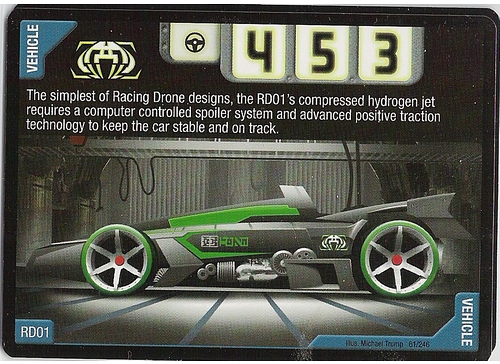 VEHICLE
4 5 3
The simplest of Racing Drone designs, the RD01's compressed hydrogen jet
requires a computer controlled spoiler system and advanced positive traction
technology to keep the car stable and on track.
RD01
VEHICLE
Illus. Michael Trump 61/246